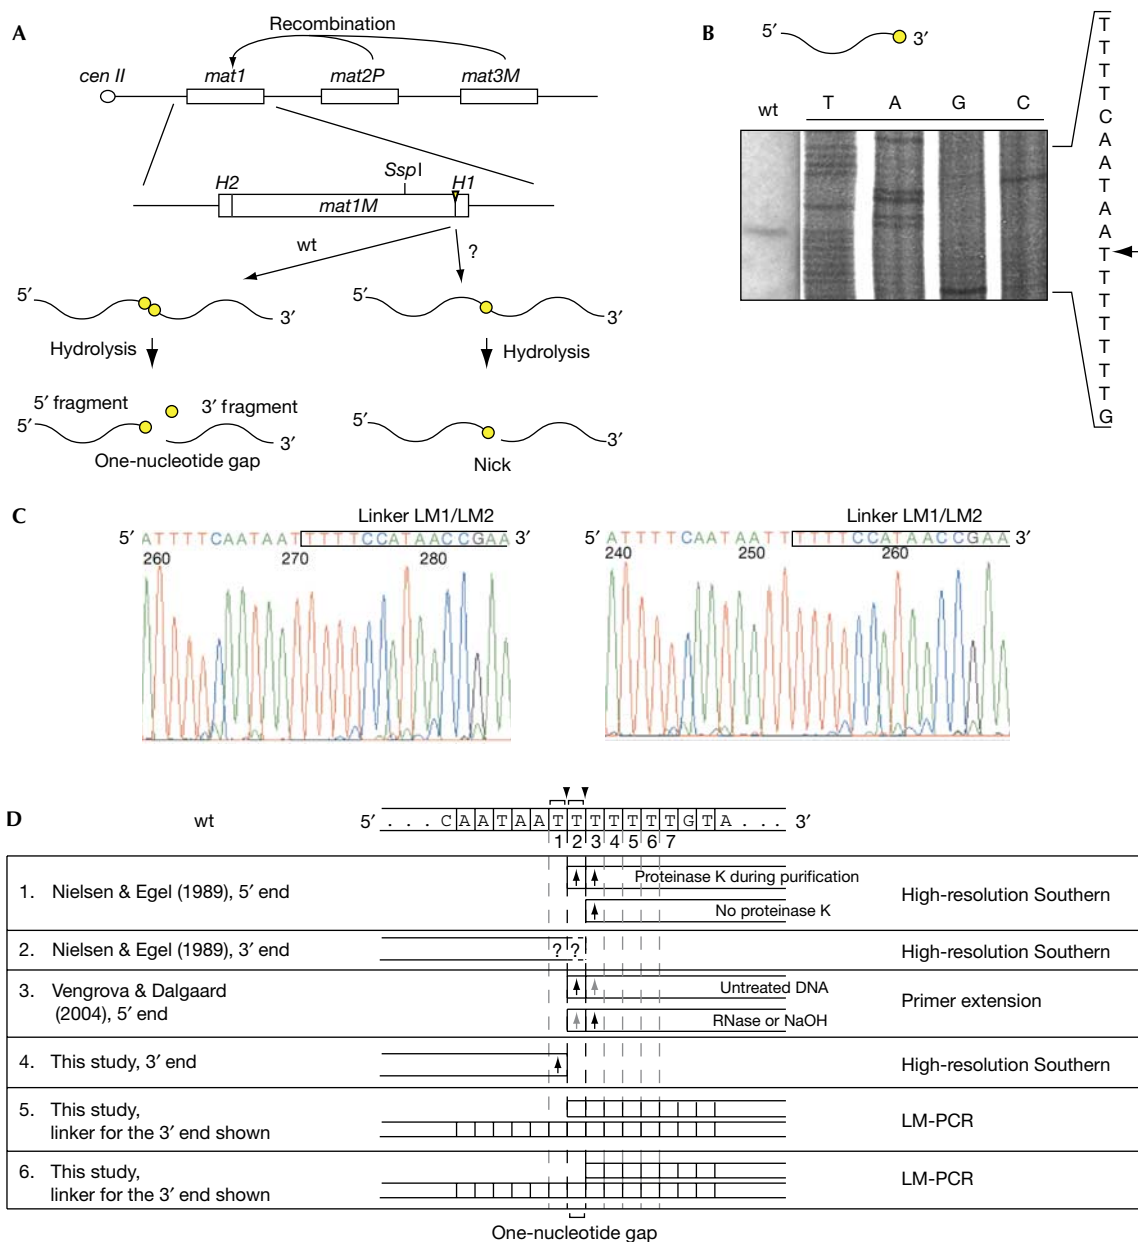 A
Recombination
cen II
mat1
mat2P
mat3M
SspI
H2
H1
mat1M
wt
?
5′
3′
5′
3′
Hydrolysis
Hydrolysis
5′ fragment
3′ fragment
5′
3′
5′
3′
One-nucleotide gap
Nick
B
5′
3′
wt
T
A
G
C
T
T
T
T
C
A
A
T
A
A
T
T
T
T
T
T
T
G
C
Linker LM1/LM2
5′ ATTTTCAATAATTTTTCCATAACCGAA 3′
260 270 280
Linker LM1/LM2
5′ ATTTTCAATAATTTTTTCCATAACCGAA 3′
240 250 260
D
wt
5′ . . . C A A T A A T T T T T T T G T A . . . 3′
1 2 3 4 5 6 7
1. Nielsen & Egel (1989), 5′ end
Proteinase K during purification
No proteinase K
High-resolution Southern
2. Nielsen & Egel (1989), 3′ end
? ?
High-resolution Southern
3. Vengrova & Dalgaard
(2004), 5′ end
Untreated DNA
RNase or NaOH
Primer extension
4. This study, 3′ end
High-resolution Southern
5. This study,
linker for the 3′ end shown
LM-PCR
6. This study,
linker for the 3′ end shown
LM-PCR
One-nucleotide gap